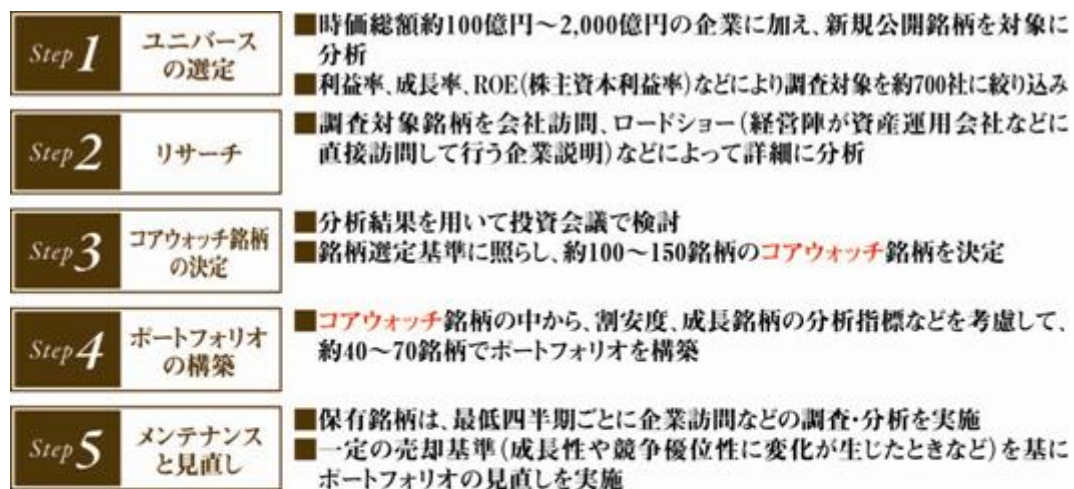 Step 1
ユニバース
の選定
■時価総額約100億円～2,000億円の企業に加え、新規公開銘柄を対象に
分析
■利益率、成長率、ROE(株主資本利益率)などにより調査対象を約700社に絞り込み
Step 2
リサーチ
■調査対象銘柄を会社訪問、ロードショー(経営陣が資産運用会社などに
直接訪問して行う企業説明)などによって詳細に分析
Step 3
コアウォッチ銘柄
の決定
■分析結果を用いて投資会議で検討
■銘柄選定基準に照らし、約100～150銘柄のコアウォッチ銘柄を決定
Step 4
ポートフォリオ
の構築
■コアウォッチ銘柄の中から、割安度、成長銘柄の分析指標などを考慮して、
約40～70銘柄でポートフォリオを構築
Step 5
メンテナンス
と見直し
■保有銘柄は、最低四半期ごとに企業訪問などの調査・分析を実施
■一定の売却基準(成長性や競争優位性に変化が生じたときなど)を基に
ポートフォリオの見直しを実施